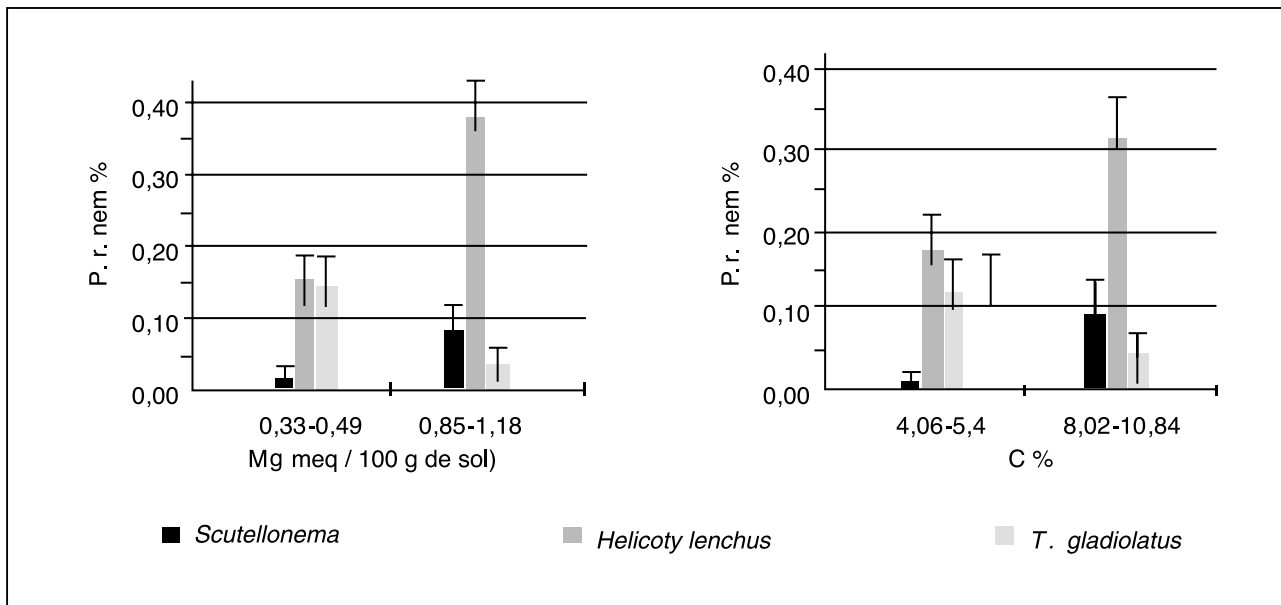 P. r. nem %
0,40
0,30
0,20
0,10
0,00
0,33-0,49
0,85-1,18
Mg meq / 100 g de sol)
P. r. nem %
0,40
0,30
0,20
0,10
0,00
4,06-5,4
8,02-10,84
C %
Scutellonema
Helicoty lenchus
T. gladiolatus